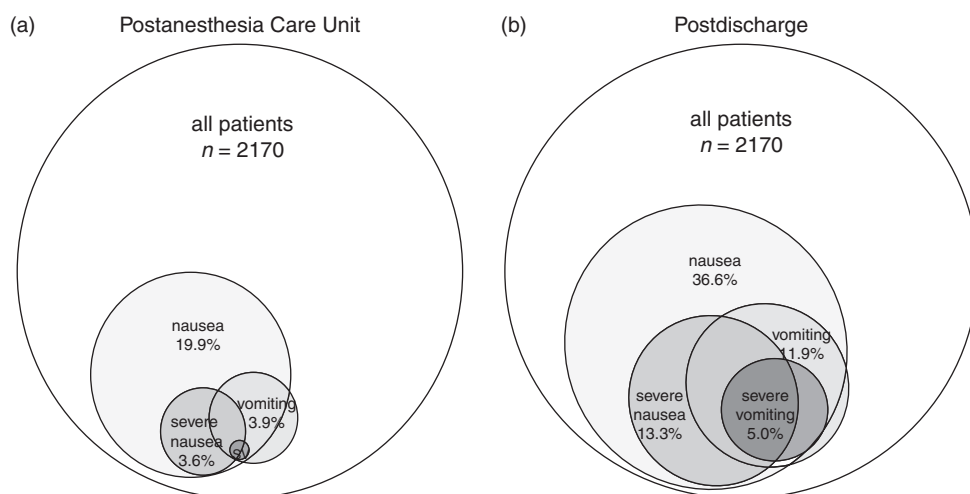 (a) Postanesthesia Care Unit
all patients
n = 2170
nausea
19.9%
vomiting
3.9%
severe
nausea
3.6%
sv
(b) Postdischarge
all patients
n = 2170
nausea
36.6%
vomiting
11.9%
severe
nausea
13.3%
severe
vomiting
5.0%